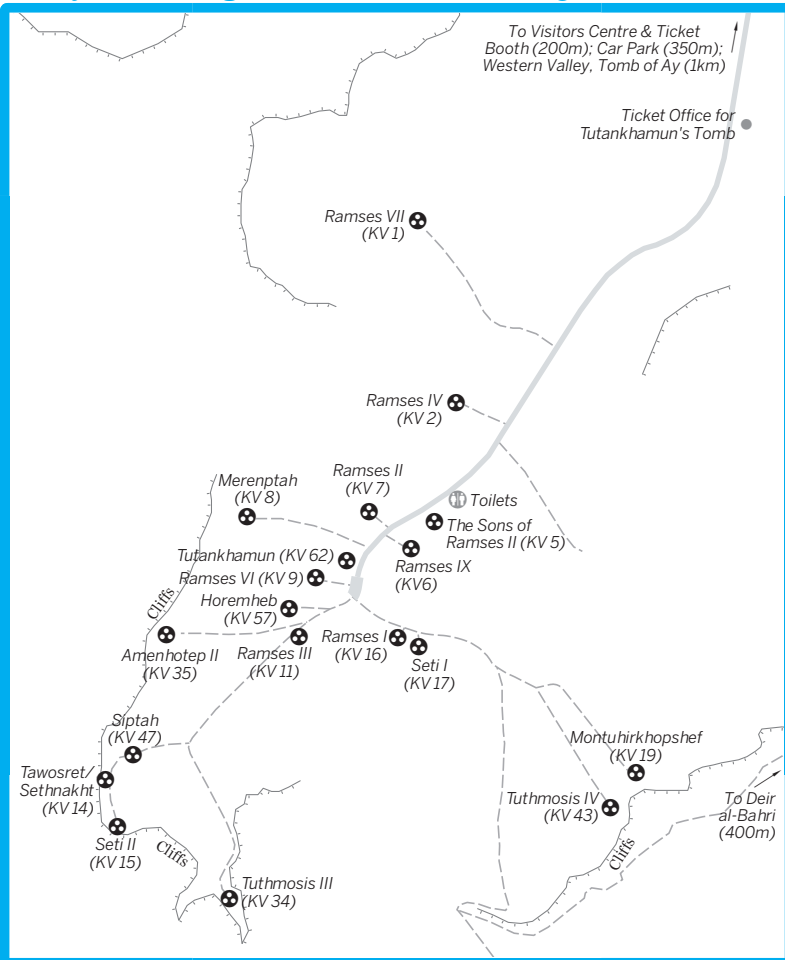 To Visitors Centre & Ticket
Booth (200m); Car Park (350m);
Western Valley, Tomb of Ay (1km)
Ticket Office for
Tutankhamun's Tomb
Ramses VII
(KV 1)
Ramses IV
(KV 2)
Merenptah
(KV 8)
Ramses II
(KV 7)
Toilets
The Sons of
Ramses II (KV 5)
Tutankhamun (KV 62)
Ramses IX
(KV6)
Ramses VI (KV 9)
Cliffs
Horemheb
(KV 57)
Amenhotep II
(KV 35)
Ramses III
(KV 11)
Ramses I
(KV 16)
Seti I
(KV 17)
Siptah
(KV 47)
Montuhirkhopshef
(KV 19)
Tawosret/
Sethnakht
(KV 14)
Tuthmosis IV
(KV 43)
To Deir
al-Bahri
(400m)
Seti II
(KV 15)
Cliffs
Cliffs
Tuthmosis III
(KV 34)